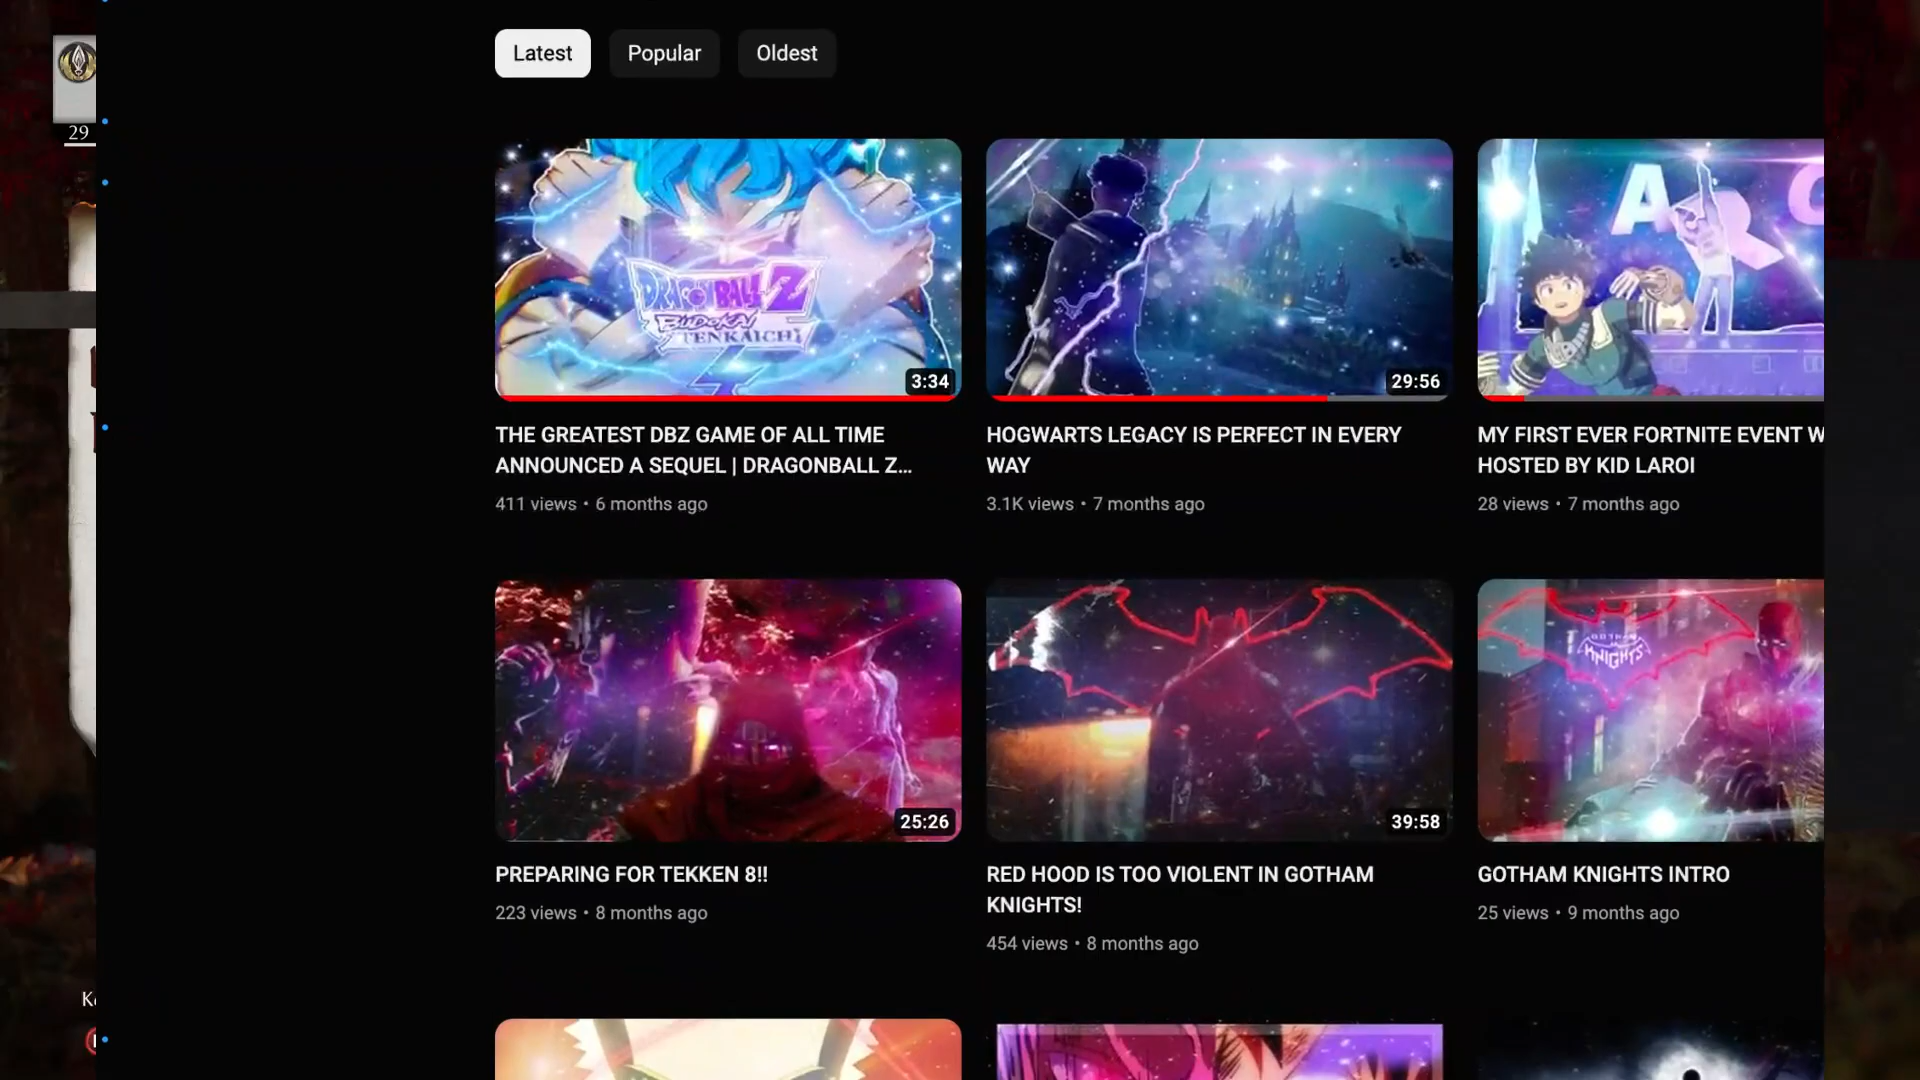 Latest
Popular
Oldest
29
DRAGONBALL Z
BUDOKAI
TENKAICHI
4
3:34
29:56
A R C
THE GREATEST DBZ GAME OF ALL TIME
ANNOUNCED A SEQUEL | DRAGONBALL Z...
411 views • 6 months ago
HOGWARTS LEGACY IS PERFECT IN EVERY
WAY
3.1K views • 7 months ago
MY FIRST EVER FORTNITE EVENT W
HOSTED BY KID LAROI
28 views • 7 months ago
GOTHAM
KNIGHTS
25:26
39:58
PREPARING FOR TEKKEN 8!!
223 views • 8 months ago
RED HOOD IS TOO VIOLENT IN GOTHAM
KNIGHTS!
454 views • 8 months ago
GOTHAM KNIGHTS INTRO
25 views • 9 months ago